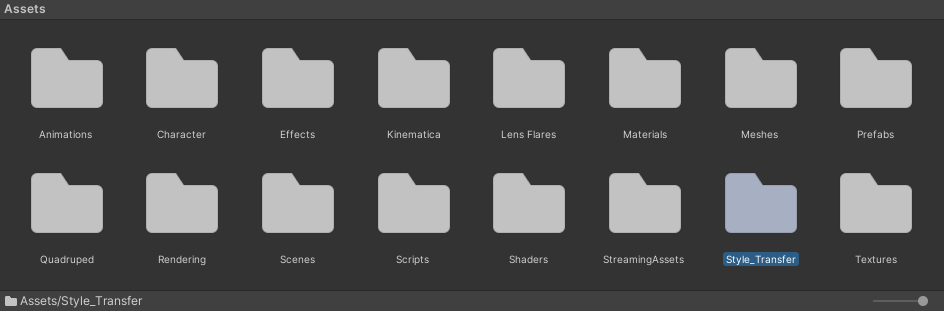 Assets
Animations Character Effects Kinematica Lens Flares Materials Meshes Prefabs
Quadruped Rendering Scenes Scripts Shaders StreamingAssets Style_Transfer Textures
Assets/Style_Transfer